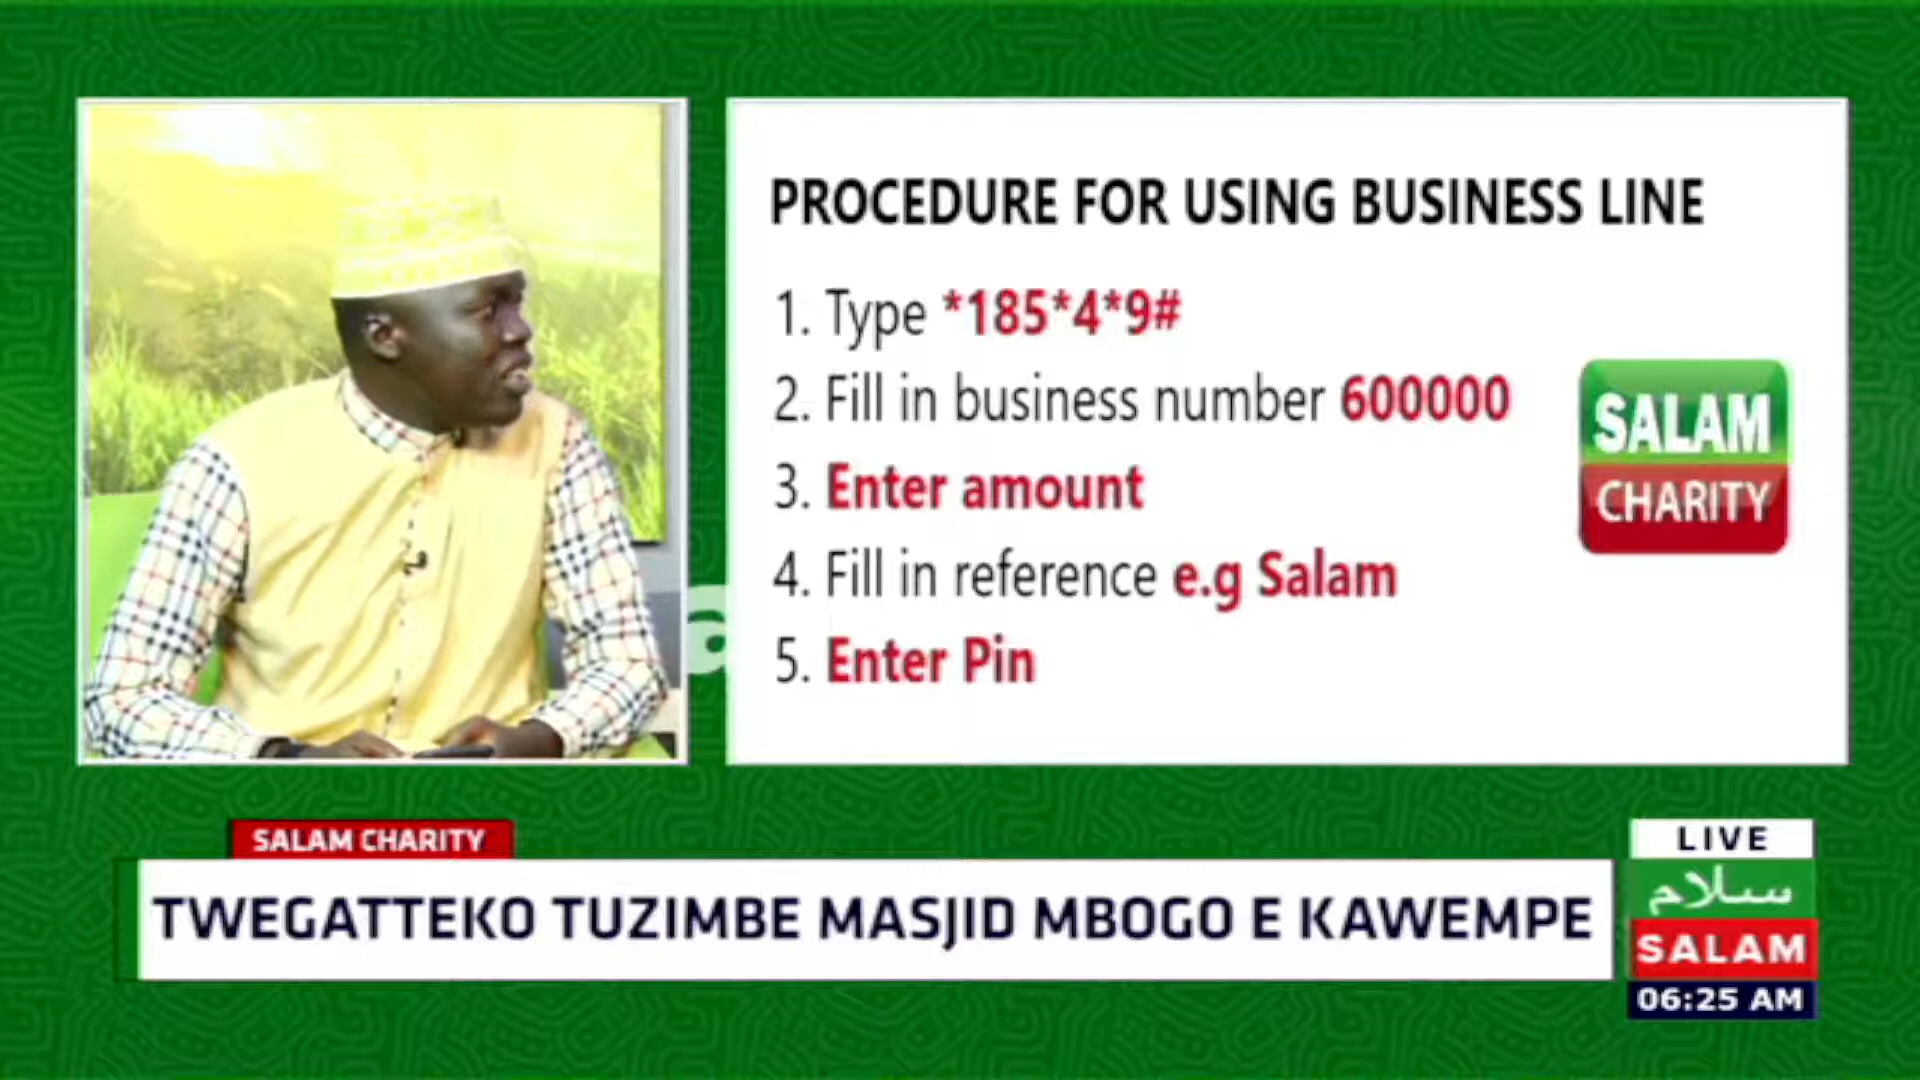 PROCEDURE FOR USING BUSINESS LINE
1. Type *185*4*9#
2. Fill in business number 600000
3. Enter amount
4. Fill in reference e.g Salam
5. Enter Pin
SALAM
CHARITY
SALAM CHARITY
TWEGATTEKO TUZIMBE MASJID MBOGO E KAWEMPE
LIVE
سلام
SALAM
06:25 AM